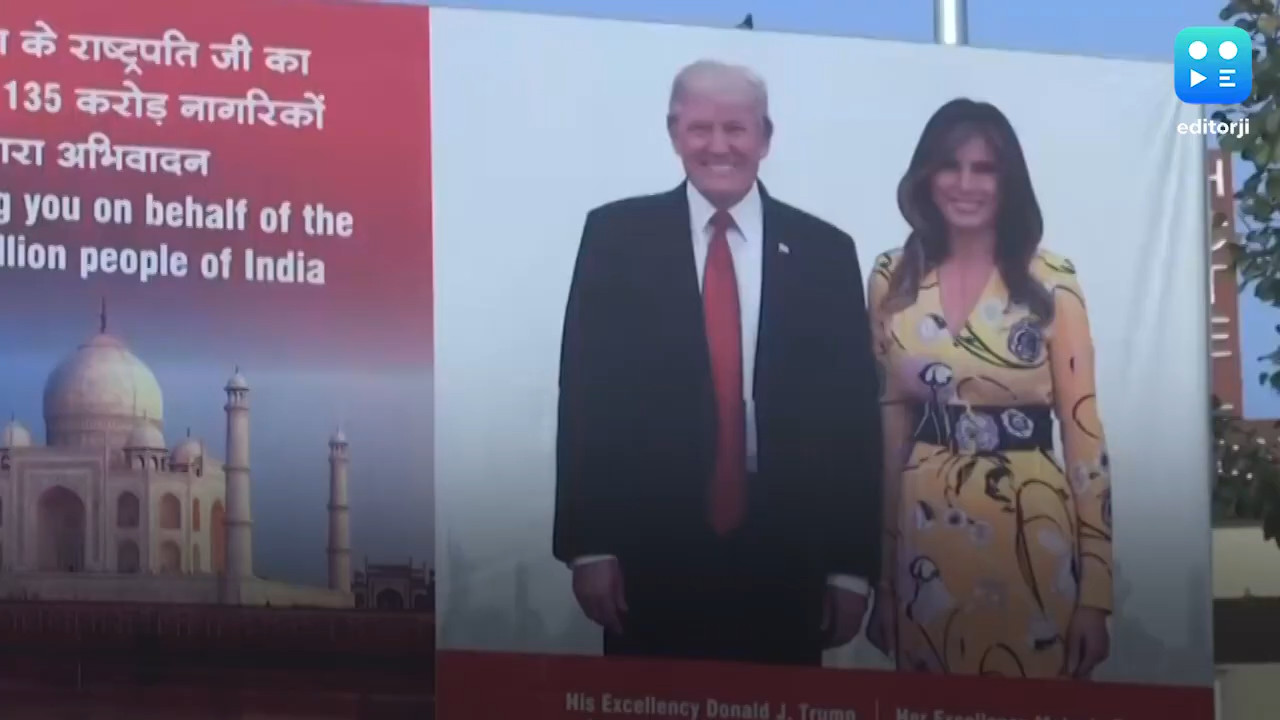 के राष्ट्रपति जी का
135 करोड़ नागरिकों
अभिवादन
you on behalf of the
people of India
His Excellency Donald J. Trump
Her Excellency
editorji
HOTE